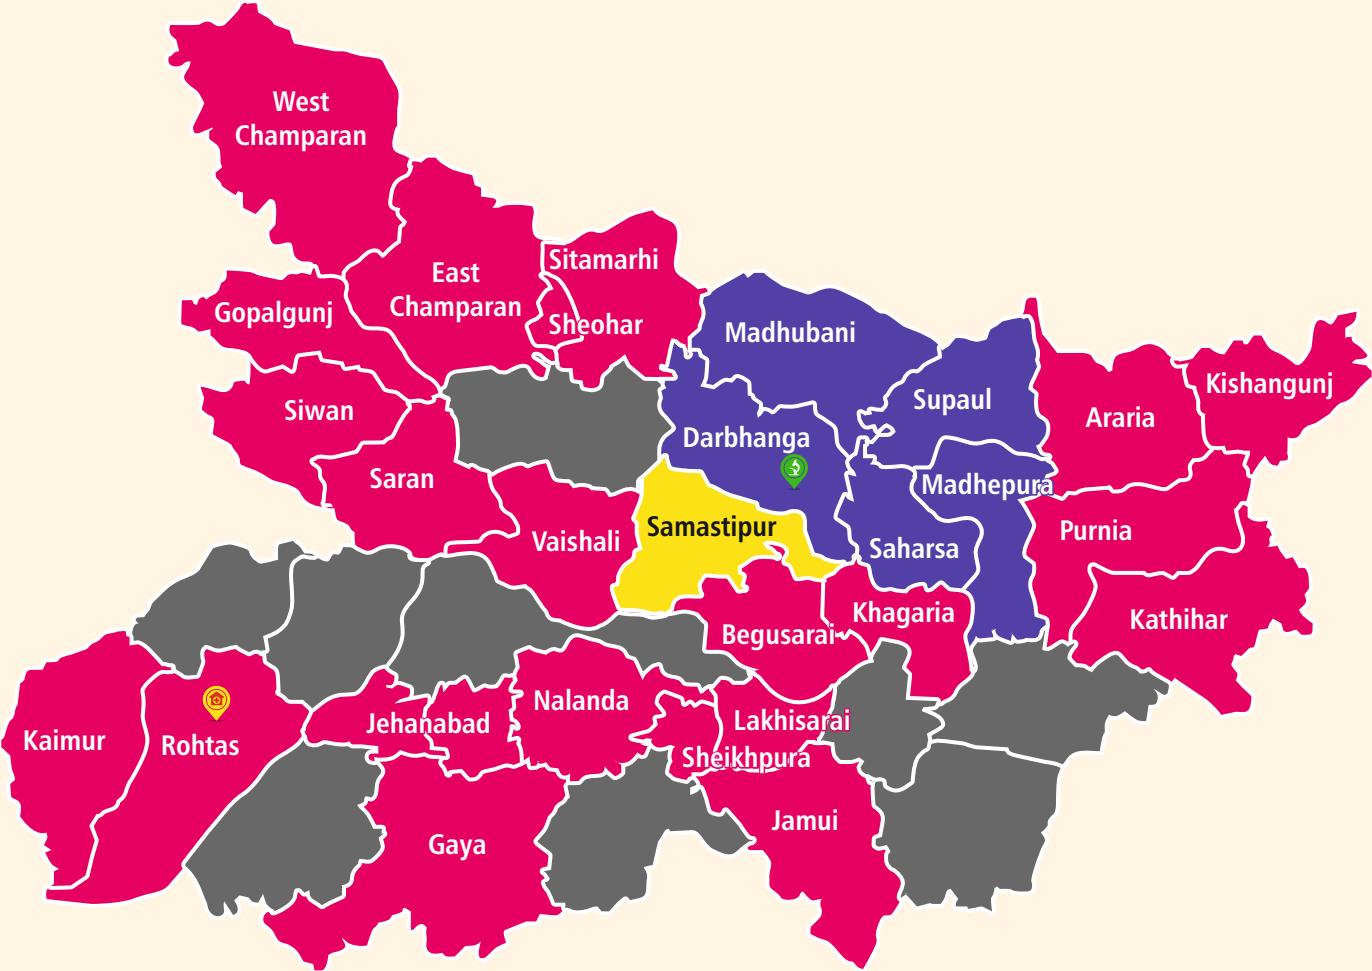 West
Champaran
Sitamarhi
East
Champaran
Gopalgunj
Sheohar
Madhubani
Kishangunj
Supaul
Siwan
Araria
Darbhanga
Saran
Madhepura
Samastipur
Purnia
Vaishali
Saharsa
Khagaria
Kathihar
Begusarai
Nalanda
Lakhisarai
Jehanabad
Kaimur
Rohtas
Sheikhpura
Jamui
Gaya